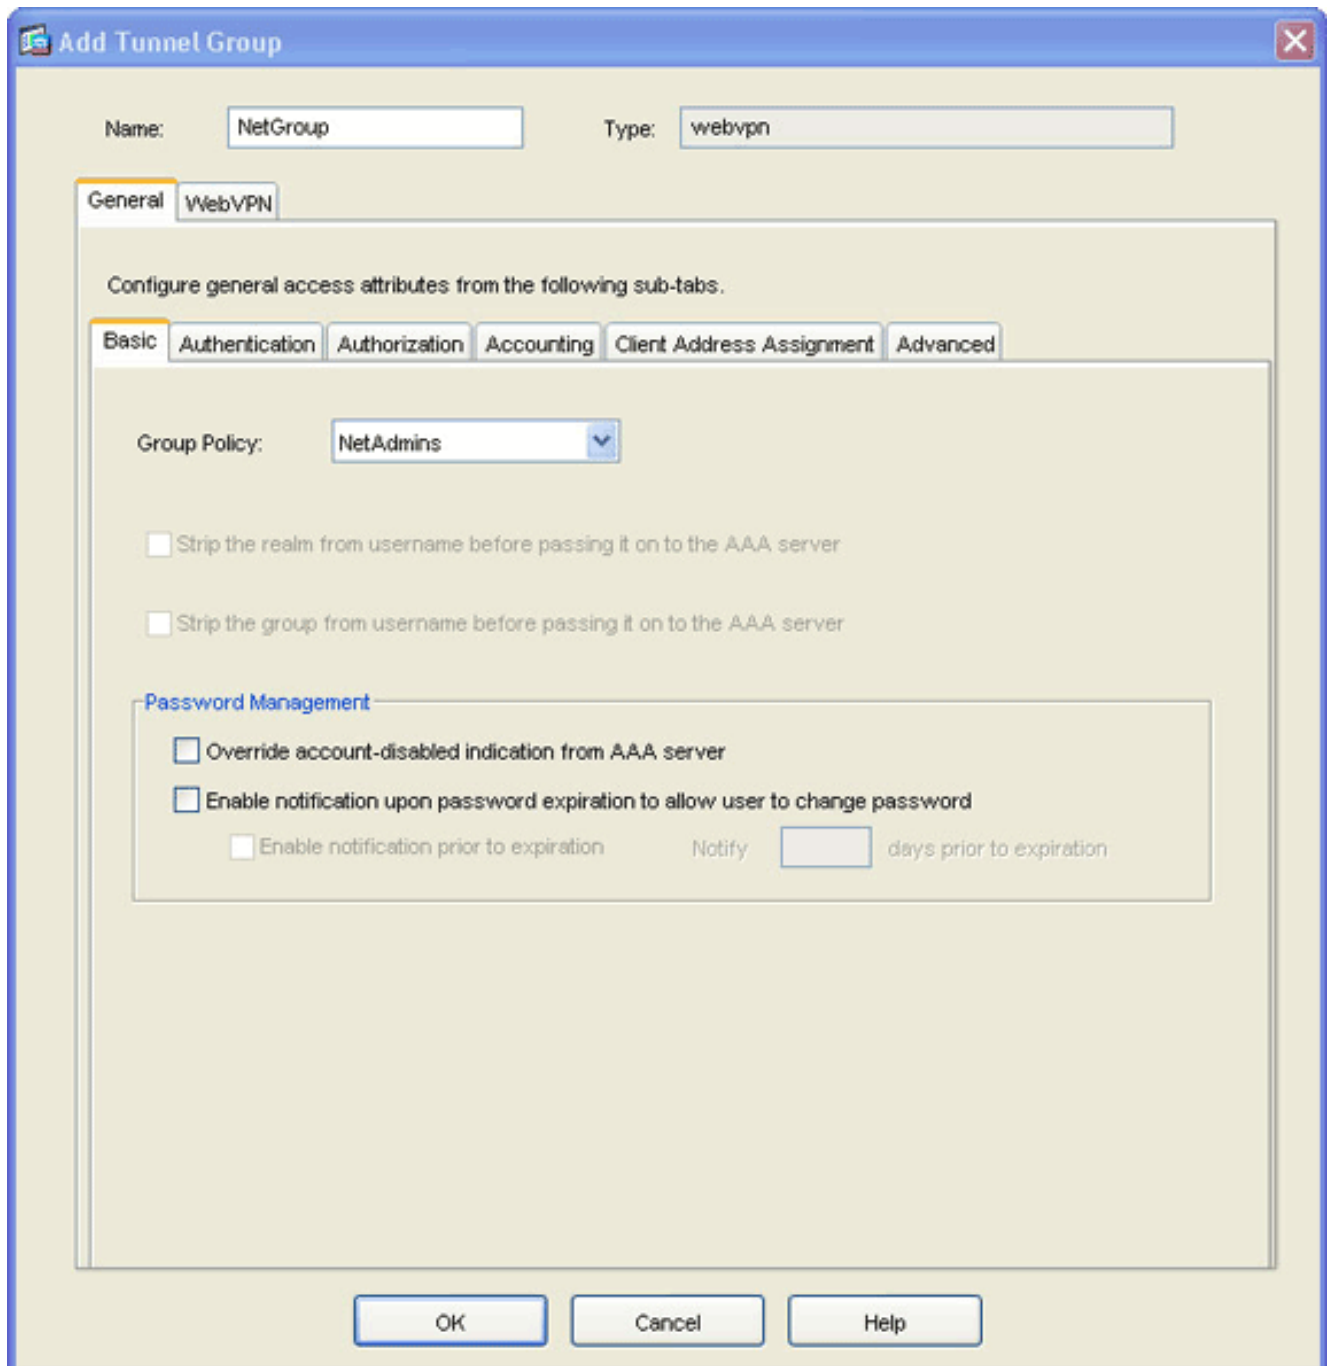 Add Tunnel Group
Name: NetGroup Type: webvpn
General WebVPN
Configure general access attributes from the following sub-tabs.
Basic Authentication Authorization Accounting Client Address Assignment Advanced
Group Policy: NetAdmins
Strip the realm from username before passing it on to the AAA server
Strip the group from username before passing it on to the AAA server
Password Management
Override account-disabled indication from AAA server
Enable notification upon password expiration to allow user to change password
Enable notification prior to expiration Notify days prior to expiration
OK Cancel Help